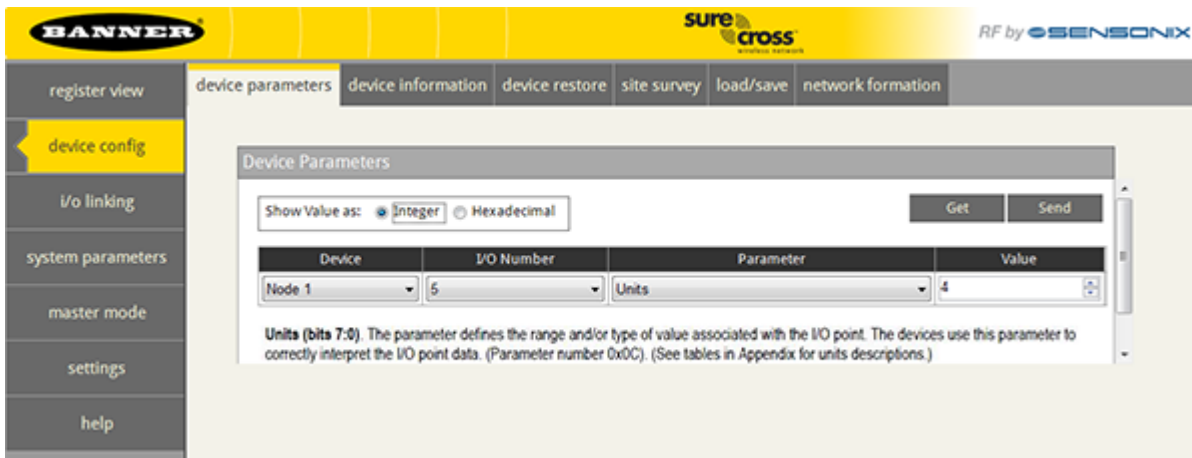 BANNER
sure cross
wireless network
RF by SENSONIX
register view
device config
i/o linking
system parameters
master mode
settings
help
device parameters device information device restore site survey load/save network formation
Device Parameters
Show Value as: Integer Hexadecimal
Get Send
Device I/O Number Parameter Value
Node 1 5 Units 4
Units (bits 7:0). The parameter defines the range and/or type of value associated with the I/O point. The devices use this parameter to
correctly interpret the I/O point data. (Parameter number 0x0C). (See tables in Appendix for units descriptions.)